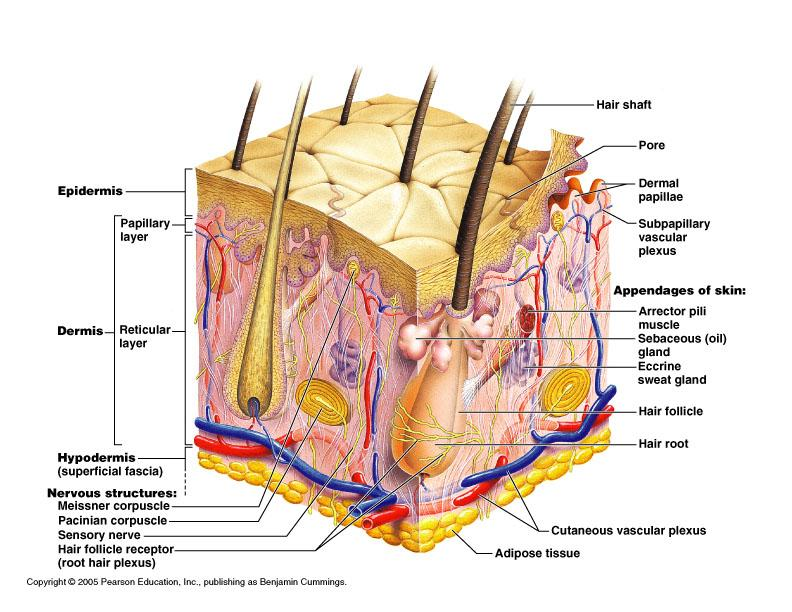 Hair shaft
Pore
Dermal
papillae
Subpapillary
vascular
plexus
Appendages of skin:
Arrector pili
muscle
Sebaceous (oil)
gland
Eccrine
sweat gland
Hair follicle
Hair root
Cutaneous vascular plexus
Adipose tissue
Epidermis
Papillary
layer
Dermis
Reticular
layer
Hypodermis
(superficial fascia)
Nervous structures:
Meissner corpuscle
Pacinian corpuscle
Sensory nerve
Hair follicle receptor
(root hair plexus)
Copyright © 2005 Pearson Education, Inc., publishing as Benjamin Cummings.